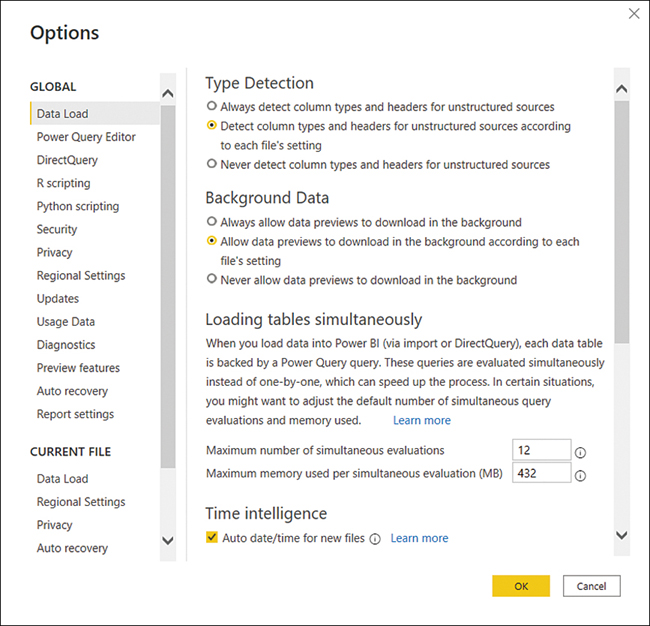 Options
GLOBAL
Data Load
Power Query Editor
DirectQuery
R scripting
Python scripting
Security
Privacy
Regional Settings
Updates
Usage Data
Diagnostics
Preview features
Auto recovery
Report settings
CURRENT FILE
Data Load
Regional Settings
Privacy
Auto recovery
Type Detection
Always detect column types and headers for unstructured sources
Detect column types and headers for unstructured sources according
to each file's setting
Never detect column types and headers for unstructured sources
Background Data
Always allow data previews to download in the background
Allow data previews to download in the background according to each
file's setting
Never allow data previews to download in the background
Loading tables simultaneously
When you load data into Power BI (via import or DirectQuery), each data table
is backed by a Power Query query. These queries are evaluated simultaneously
instead of one-by-one, which can speed up the process. In certain situations,
you might want to adjust the default number of simultaneous query
evaluations and memory used. Learn more
Maximum number of simultaneous evaluations 12
Maximum memory used per simultaneous evaluation (MB) 432
Time intelligence
Auto date/time for new files Learn more
OK Cancel